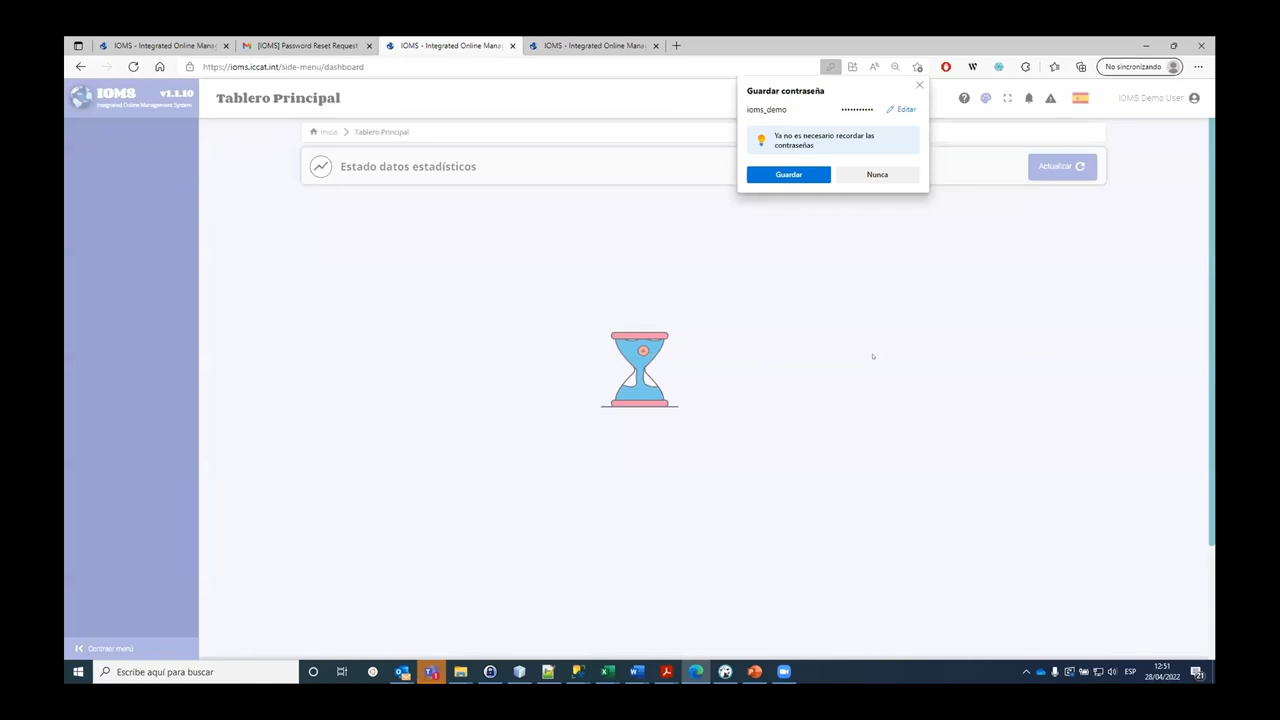 IOMS - Integrated Online Mana
[IOMS] Password Reset Request
IOMS - Integrated Online Mana
IOMS - Integrated Online Mana
https://ioms.iccat.int/side-menu/dashboard
No sincronizando
IOMS v1.1.10
Integrated Online Management System
Tablero Principal
IOMS Demo User
Guardar contraseña
ioms_demo ••••••••••• Editar
Ya no es necesario recordar las
contraseñas
Guardar Nunca
Inicio > Tablero Principal
Estado datos estadísticos
Actualizar
Contraer menú
Escribe aquí para buscar
ESP
12:51
28/04/2022
21